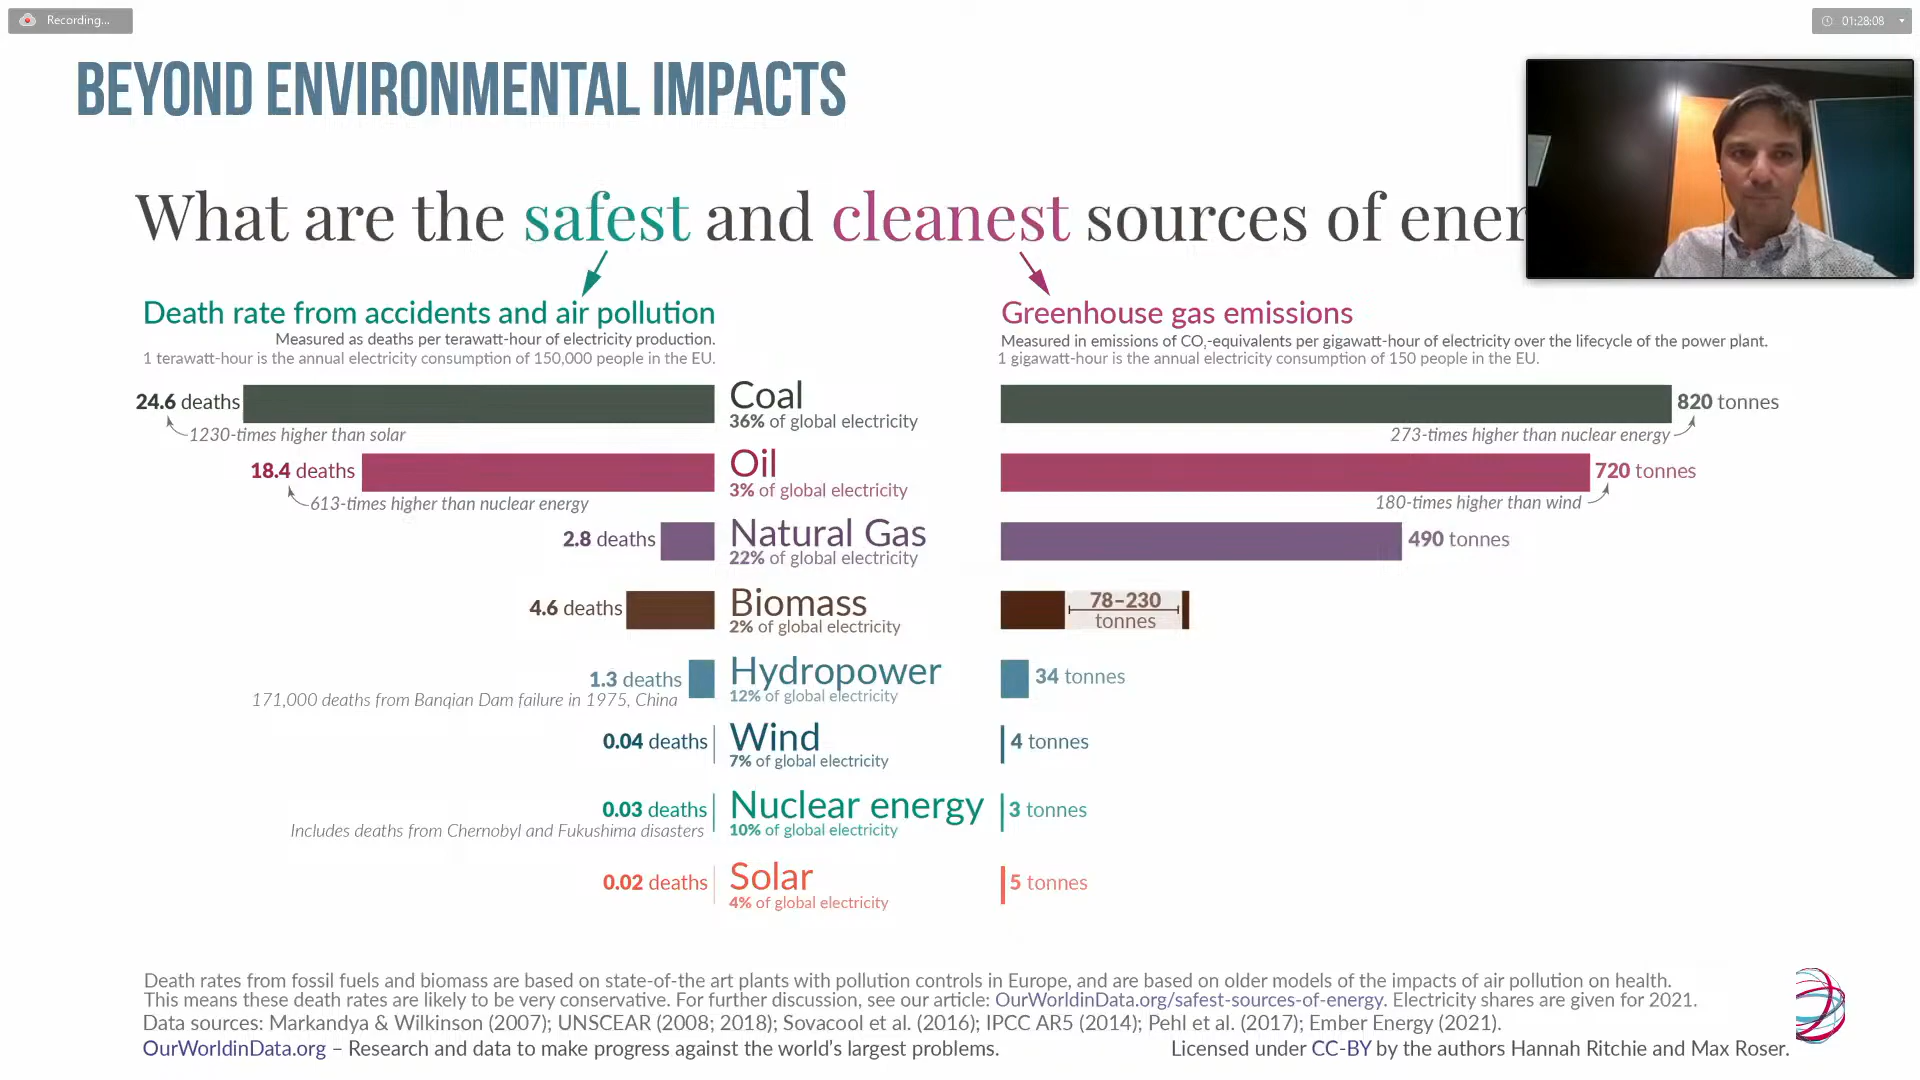 Recording...
01:28:08
BEYOND ENVIRONMENTAL IMPACTS
What are the safest and cleanest sources of ener
Death rate from accidents and air pollution
Measured as deaths per terawatt-hour of electricity production.
1 terawatt-hour is the annual electricity consumption of 150,000 people in the EU.
Greenhouse gas emissions
Measured in emissions of CO₂-equivalents per gigawatt-hour of electricity over the lifecycle of the power plant.
1 gigawatt-hour is the annual electricity consumption of 150 people in the EU.
24.6 deaths
1230-times higher than solar
Coal
36% of global electricity
820 tonnes
273-times higher than nuclear energy
18.4 deaths
613-times higher than nuclear energy
Oil
3% of global electricity
720 tonnes
180-times higher than wind
2.8 deaths
Natural Gas
22% of global electricity
490 tonnes
4.6 deaths
Biomass
2% of global electricity
78–230
tonnes
1.3 deaths
171,000 deaths from Banqian Dam failure in 1975, China
Hydropower
12% of global electricity
34 tonnes
0.04 deaths
Wind
7% of global electricity
4 tonnes
0.03 deaths
Includes deaths from Chernobyl and Fukushima disasters
Nuclear energy
10% of global electricity
3 tonnes
0.02 deaths
Solar
4% of global electricity
5 tonnes
Death rates from fossil fuels and biomass are based on state-of-the art plants with pollution controls in Europe, and are based on older models of the impacts of air pollution on health.
This means these death rates are likely to be very conservative. For further discussion, see our article: OurWorldinData.org/safest-sources-of-energy. Electricity shares are given for 2021.
Data sources: Markandya & Wilkinson (2007); UNSCEAR (2008; 2018); Sovacool et al. (2016); IPCC AR5 (2014); Pehl et al. (2017); Ember Energy (2021).
OurWorldinData.org – Research and data to make progress against the world's largest problems.
Licensed under CC-BY by the authors Hannah Ritchie and Max Roser.